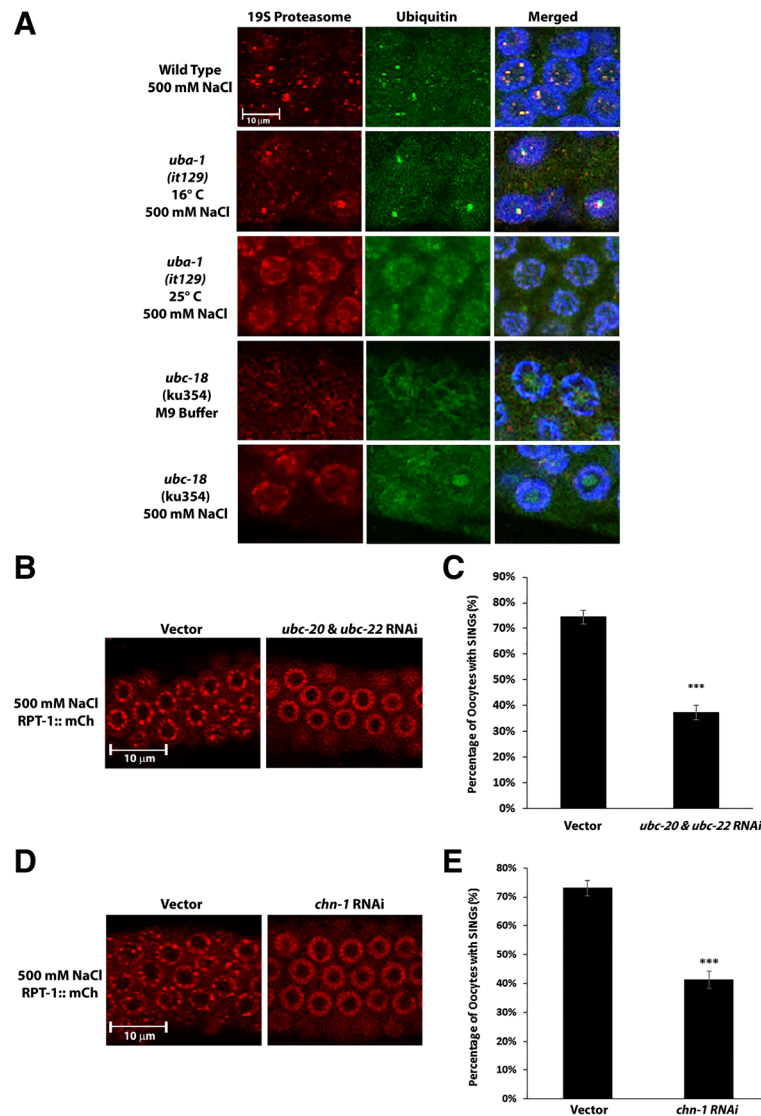 A
19S Proteasome
Ubiquitin
Merged
Wild Type
500 mM NaCl
10 μm
uba-1
(it129)
16° C
500 mM NaCl
uba-1
(it129)
25° C
500 mM NaCl
ubc-18
(ku354)
M9 Buffer
ubc-18
(ku354)
500 mM NaCl
B
Vector
ubc-20 & ubc-22 RNAi
500 mM NaCl
RPT-1:: mCh
10 μm
C
Percentage of Oocytes with SINGs (%)
90%
80%
70%
60%
50%
40%
30%
20%
10%
0%
***
Vector
ubc-20 & ubc-22 RNAi
D
Vector
chn-1 RNAi
500 mM NaCl
RPT-1:: mCh
10 μm
E
Percentage of Oocytes with SINGs (%)
80%
70%
60%
50%
40%
30%
20%
10%
0%
***
Vector
chn-1 RNAi